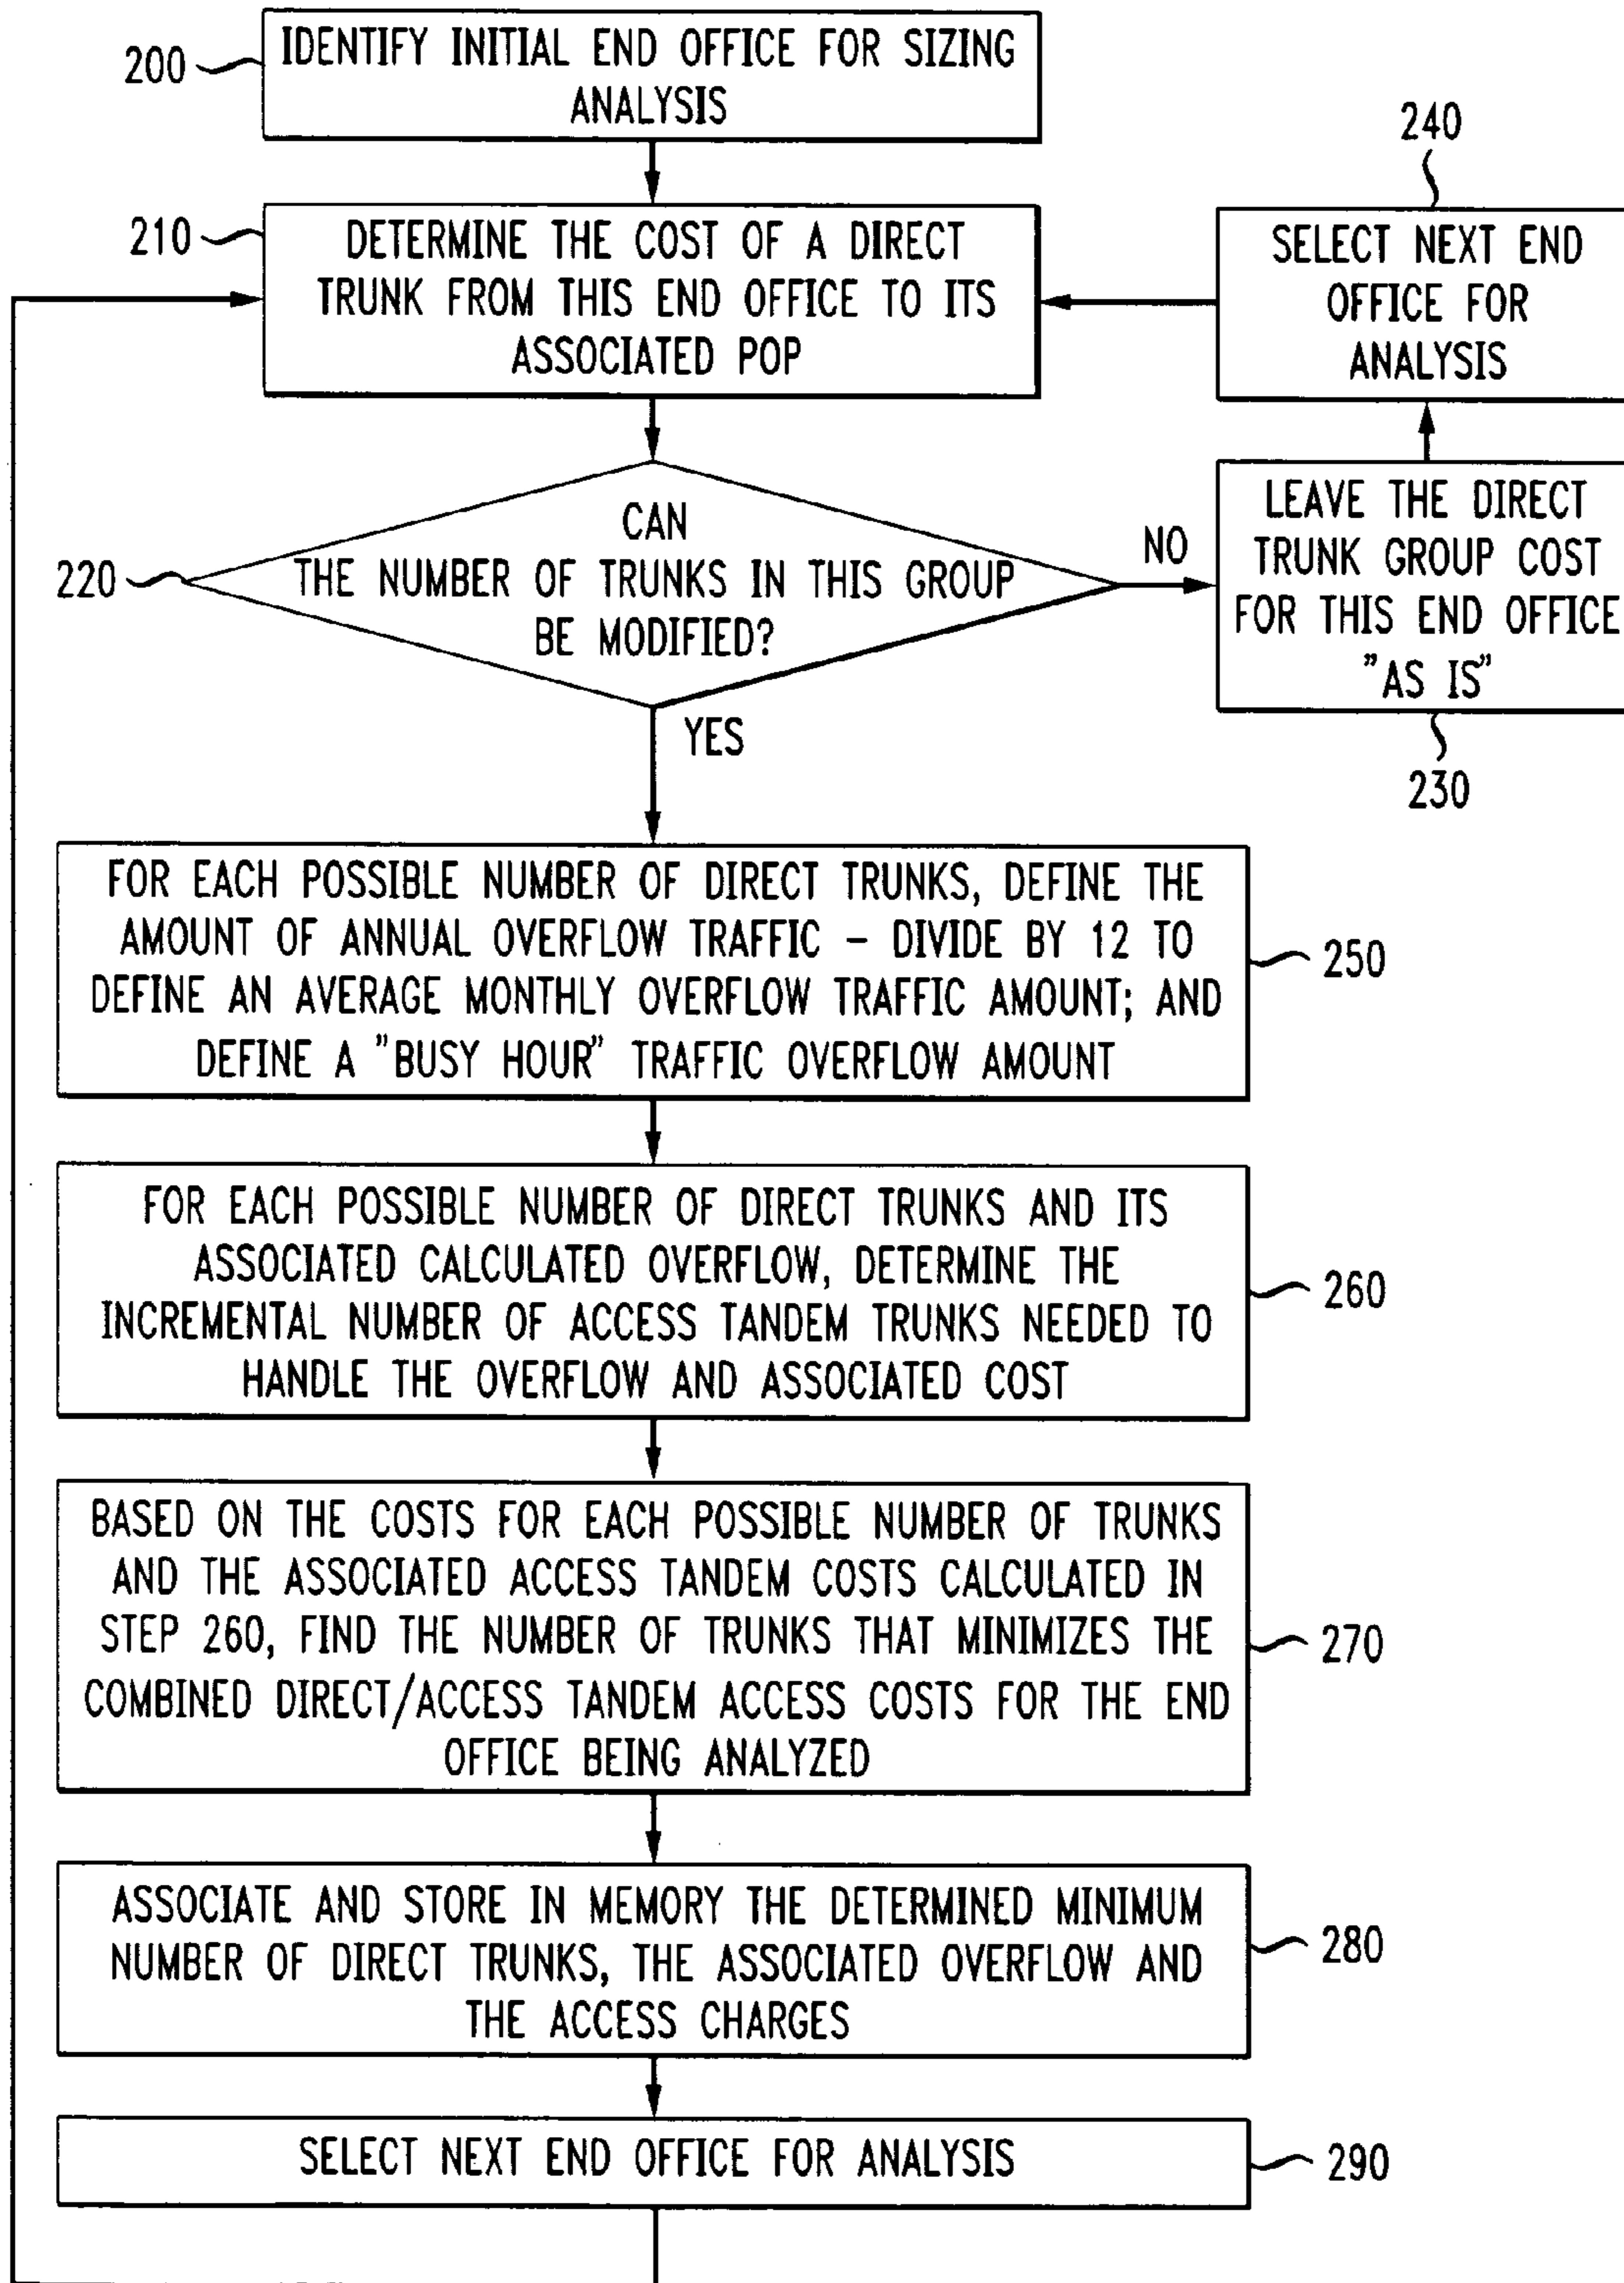 200
IDENTIFY INITIAL END OFFICE FOR SIZING
ANALYSIS
210
DETERMINE THE COST OF A DIRECT
TRUNK FROM THIS END OFFICE TO ITS
ASSOCIATED POP
240
SELECT NEXT END
OFFICE FOR
ANALYSIS
220
CAN
THE NUMBER OF TRUNKS IN THIS GROUP
BE MODIFIED?
NO
LEAVE THE DIRECT
TRUNK GROUP COST
FOR THIS END OFFICE
"AS IS"
230
YES
FOR EACH POSSIBLE NUMBER OF DIRECT TRUNKS, DEFINE THE
AMOUNT OF ANNUAL OVERFLOW TRAFFIC – DIVIDE BY 12 TO
DEFINE AN AVERAGE MONTHLY OVERFLOW TRAFFIC AMOUNT; AND
DEFINE A "BUSY HOUR" TRAFFIC OVERFLOW AMOUNT
250
FOR EACH POSSIBLE NUMBER OF DIRECT TRUNKS AND ITS
ASSOCIATED CALCULATED OVERFLOW, DETERMINE THE
INCREMENTAL NUMBER OF ACCESS TANDEM TRUNKS NEEDED TO
HANDLE THE OVERFLOW AND ASSOCIATED COST
260
BASED ON THE COSTS FOR EACH POSSIBLE NUMBER OF TRUNKS
AND THE ASSOCIATED ACCESS TANDEM COSTS CALCULATED IN
STEP 260, FIND THE NUMBER OF TRUNKS THAT MINIMIZES THE
COMBINED DIRECT/ACCESS TANDEM ACCESS COSTS FOR THE END
OFFICE BEING ANALYZED
270
ASSOCIATE AND STORE IN MEMORY THE DETERMINED MINIMUM
NUMBER OF DIRECT TRUNKS, THE ASSOCIATED OVERFLOW AND
THE ACCESS CHARGES
280
SELECT NEXT END OFFICE FOR ANALYSIS
290